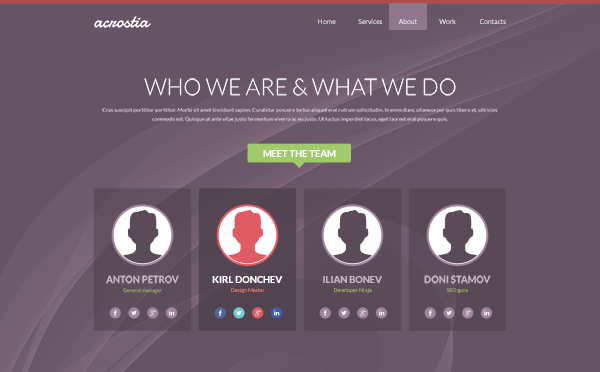 acrostia
Home Services About Work Contacts
WHO WE ARE & WHAT WE DO
Cras suscipit porttitor porttitor. Morbi sit amet tincidunt sapien. Curabitur posuere lectus aliquet erat rutrum sollicitudin. In enim diam, ullamcorper quis libero et, ultricies
commodo est. Quisque at ante vitae justo fermentum viverra ac eu justo. Ut luctus imperdiet lacus, eget laoreet erat posuere quis.
MEET THE TEAM
ANTON PETROV KIRL DONCHEV ILIAN BONEV DONI STAMOV
General manager Design Master Developer Ninja SEO guru
f g+ in f g+ in f g+ in f g+ in